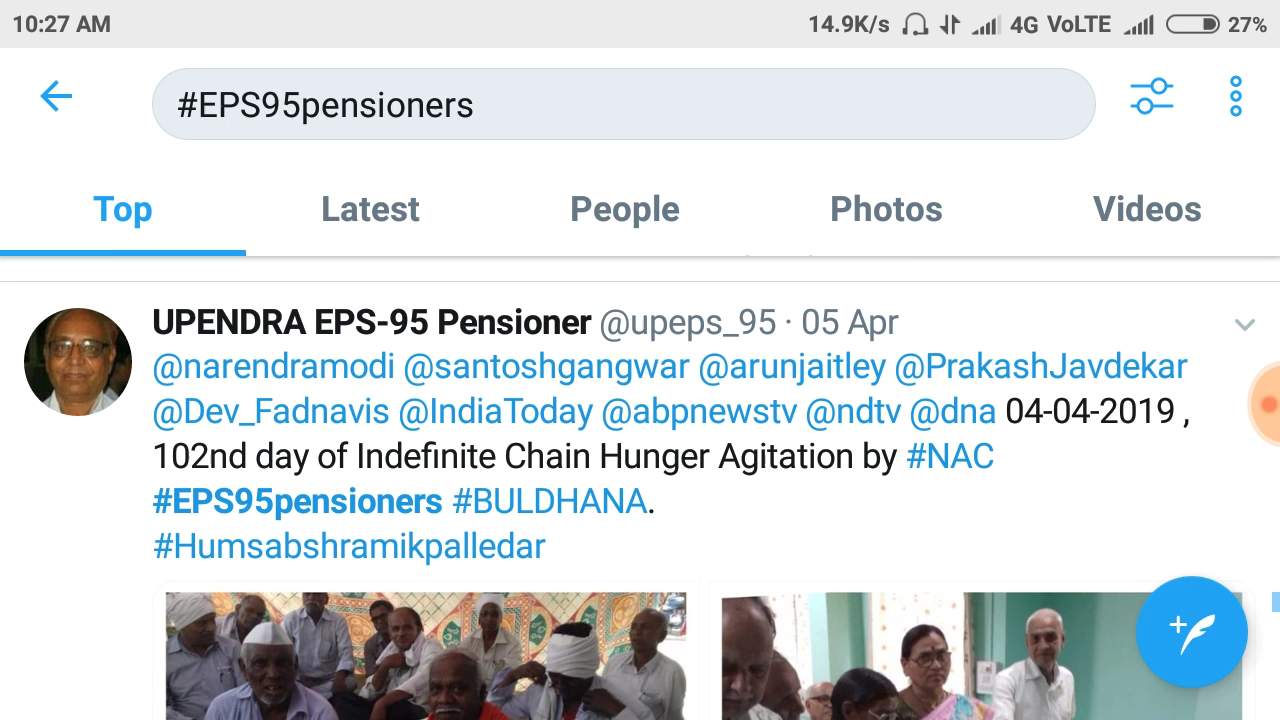 10:27 AM 14.9K/s 4G VoLTE 27%
#EPS95pensioners
Top Latest People Photos Videos
UPENDRA EPS-95 Pensioner @upeps_95 · 05 Apr
@narendramodi @santoshgangwar @arunjaitley @PrakashJavdekar
@Dev_Fadnavis @IndiaToday @abpnewstv @ndtv @dna 04-04-2019 ,
102nd day of Indefinite Chain Hunger Agitation by #NAC
#EPS95pensioners #BULDHANA.
#Humsabshramikpalledar